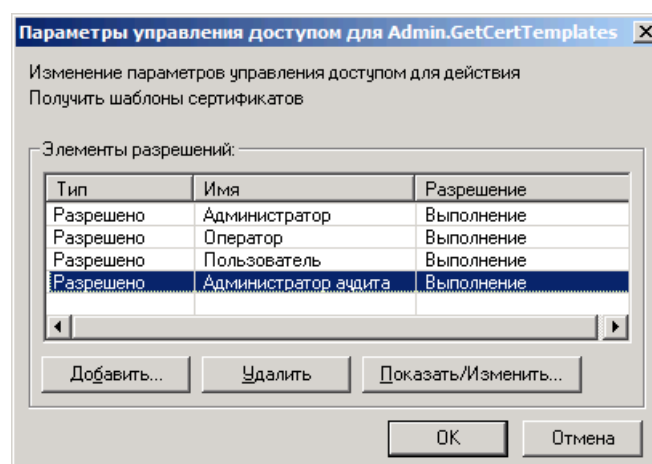 Параметры управления доступом для Admin.GetCertTemplates
Изменение параметров управления доступом для действия
Получить шаблоны сертификатов
Элементы разрешений:
Тип Имя Разрешение
Разрешено Администратор Выполнение
Разрешено Оператор Выполнение
Разрешено Пользователь Выполнение
Разрешено Администратор аудита Выполнение
Добавить... Удалить Показать/Изменить...
OK Отмена